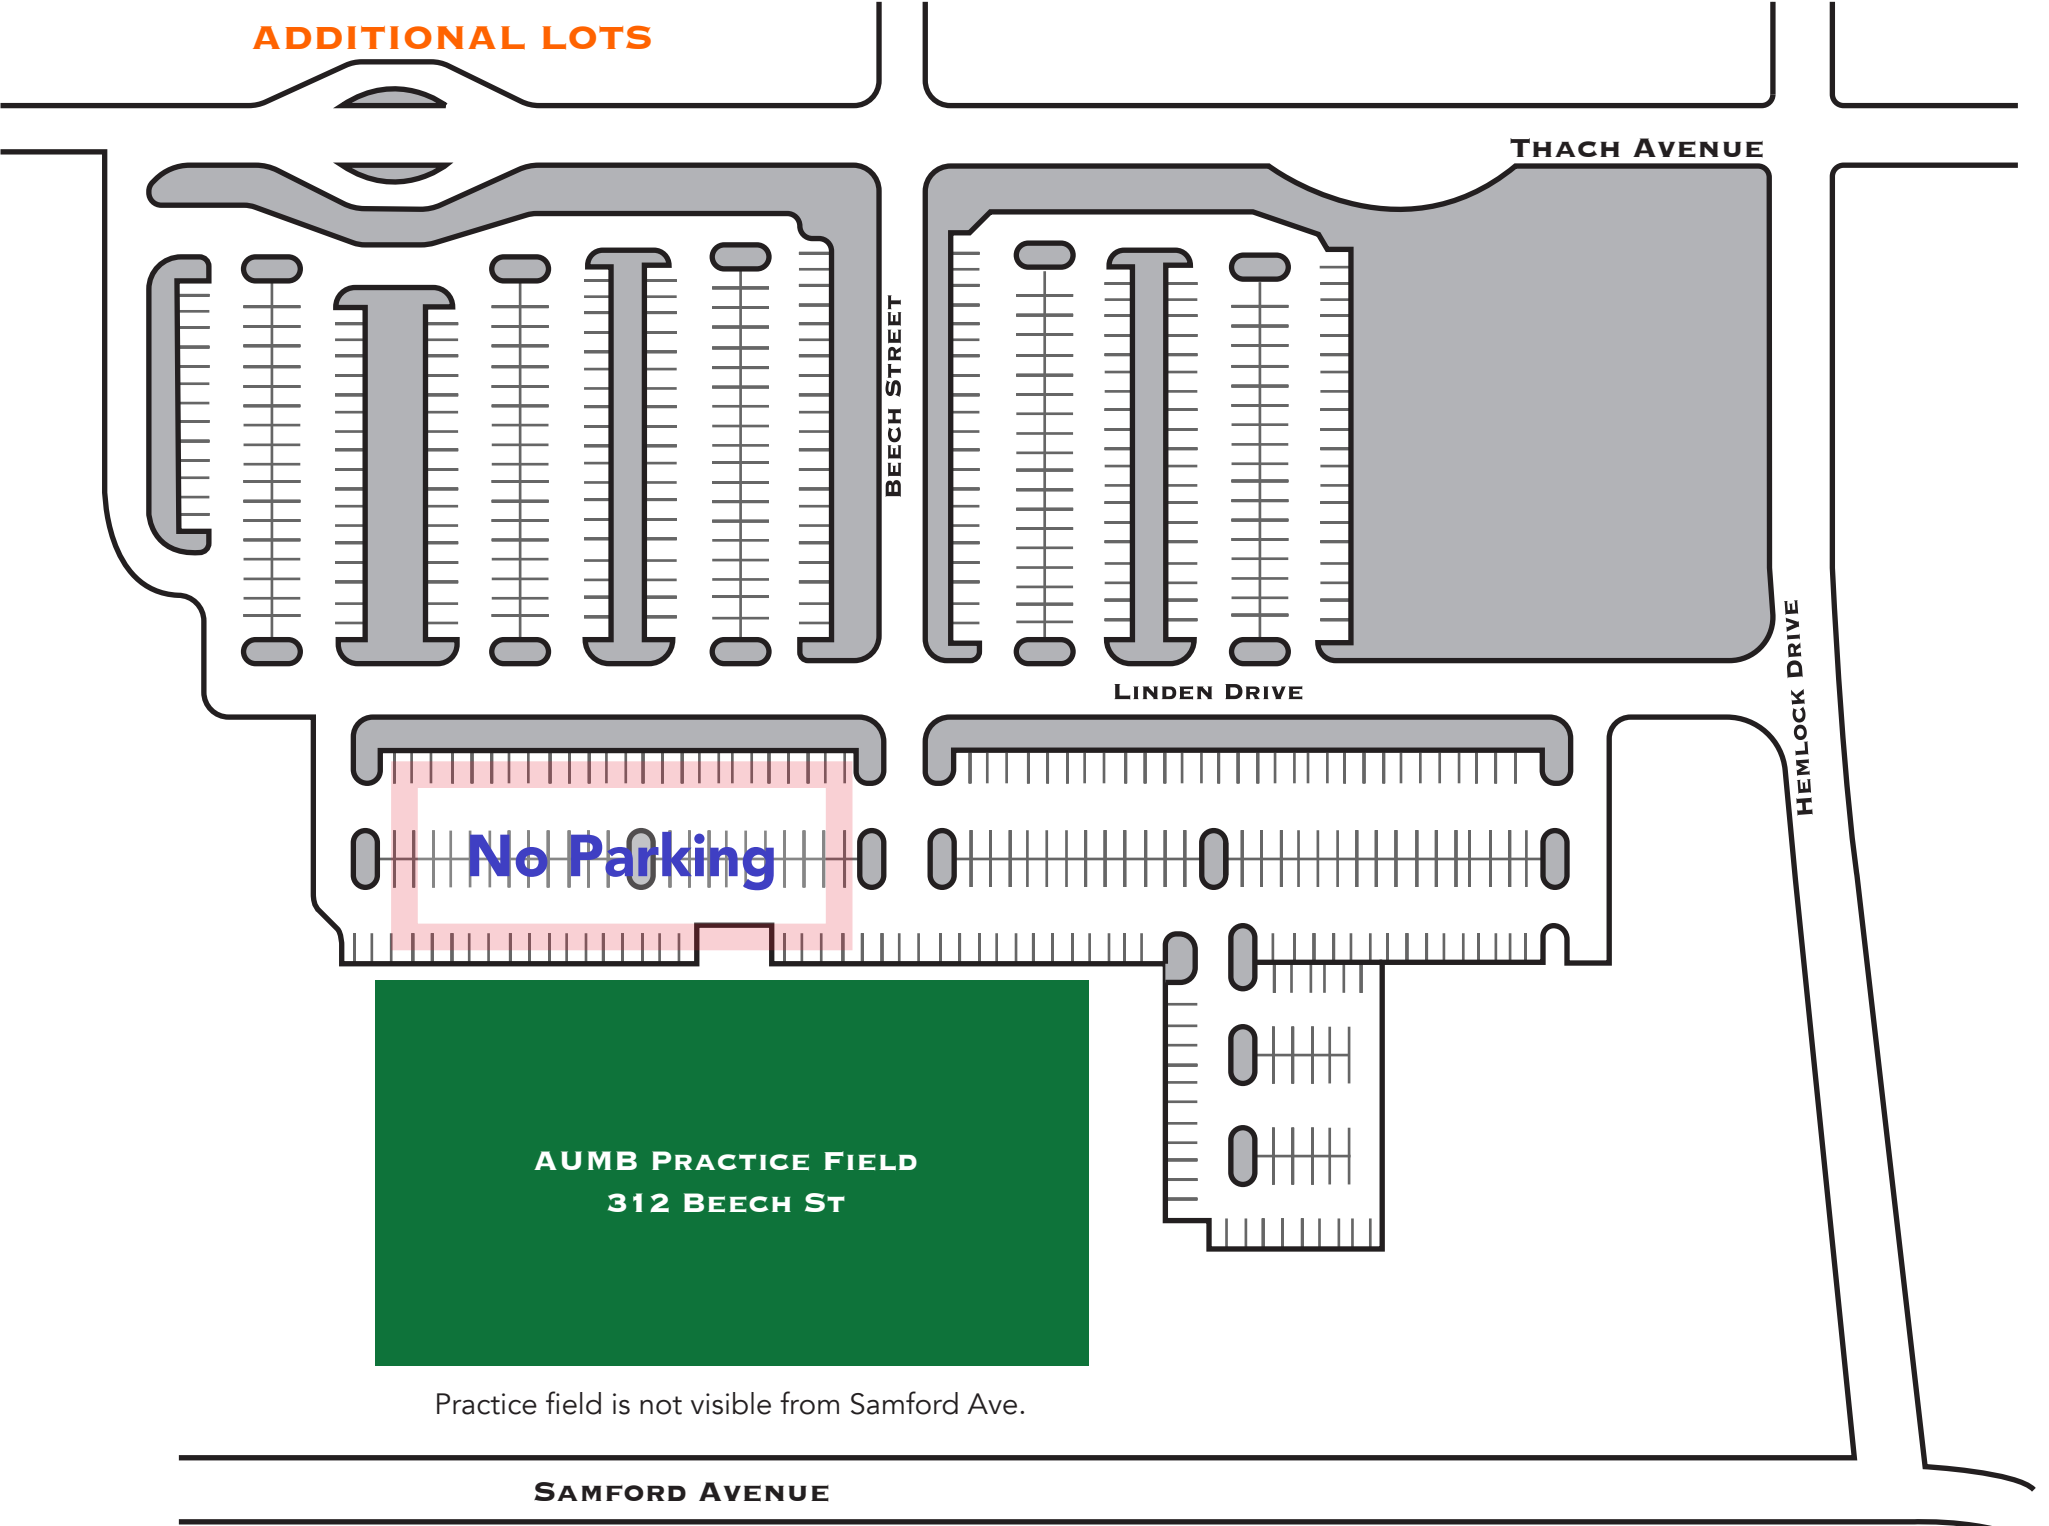 ADDITIONAL LOTS
THACH AVENUE
BEECH STREET
HEMLOCK DRIVE
LINDEN DRIVE
No Parking
AUMB PRACTICE FIELD
312 BEECH ST
Practice field is not visible from Samford Ave.
SAMFORD AVENUE